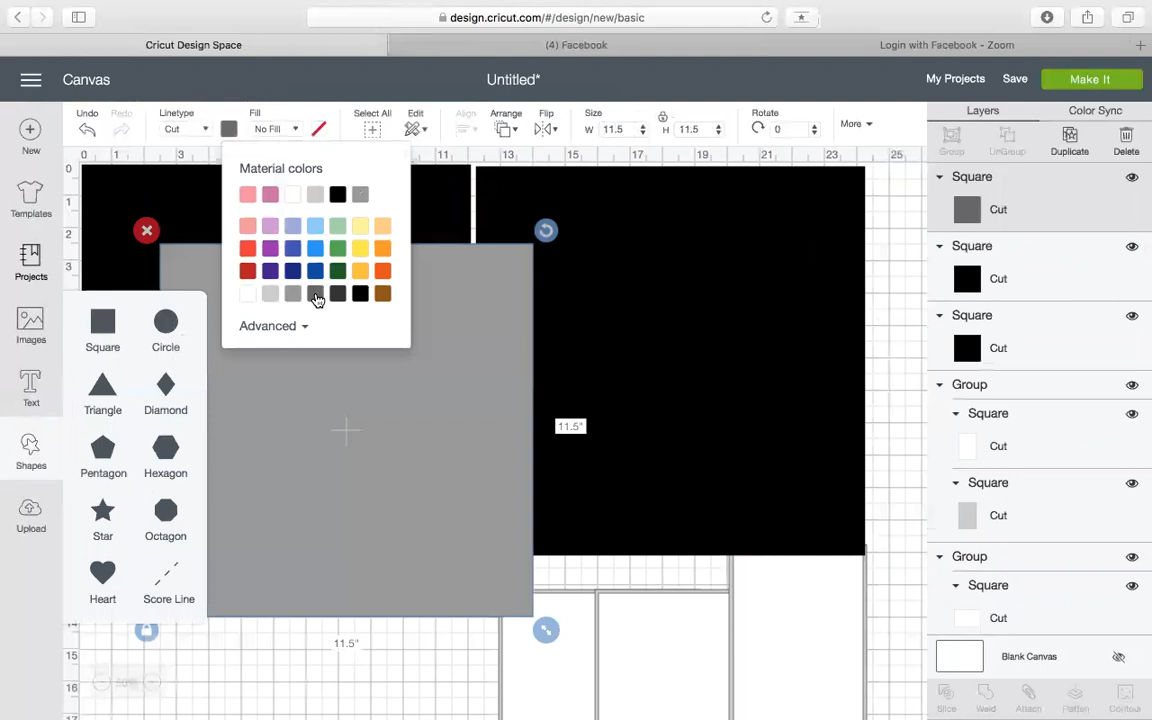 design.cricut.com/#/design/new/basic
Cricut Design Space
(4) Facebook
Login with Facebook - Zoom
Canvas
Untitled*
My Projects
Save
Make It
Undo
Redo
Linetype
Cut
Fill
No Fill
Select All
Edit
Align
Arrange
Flip
Size
W 11.5
H 11.5
Rotate
0
More
Layers
Color Sync
Group
UnGroup
Duplicate
Delete
0 1 3 11 13 15 17 19 21 23 25
0
1
2
3
14
15
16
17
New
Templates
Projects
Images
Text
Shapes
Upload
Material colors
Advanced
Square
Circle
Triangle
Diamond
Pentagon
Hexagon
Star
Octagon
Heart
Score Line
11.5"
11.5"
Square
Cut
Square
Cut
Square
Cut
Group
Square
Cut
Square
Cut
Group
Square
Cut
Blank Canvas
Slice
Weld
Attach
Flatten
Contour